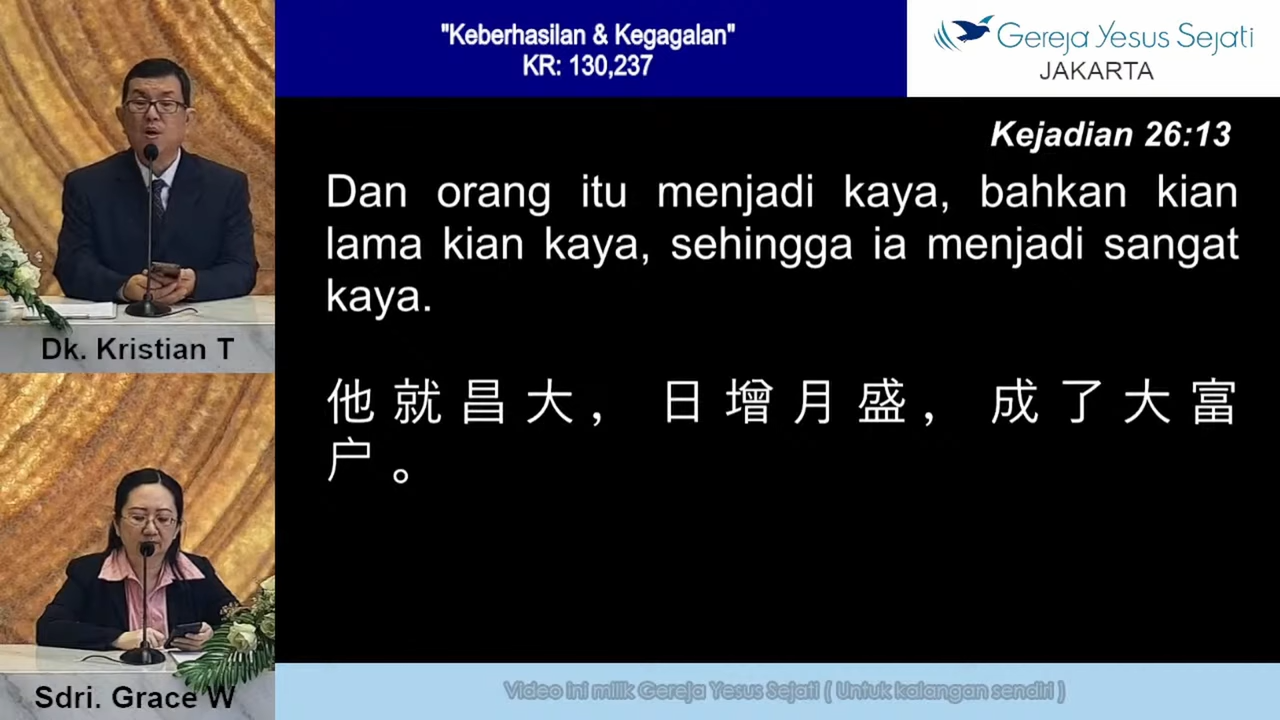 "Keberhasilan & Kegagalan"
KR: 130,237
Gereja Yesus Sejati
JAKARTA
Kejadian 26:13
Dan orang itu menjadi kaya, bahkan kian
lama kian kaya, sehingga ia menjadi sangat
kaya.
他就昌大，日增月盛，成了大富
户。
Dk. Kristian T
Sdri. Grace W
Video ini milik Gereja Yesus Sejati ( Untuk kalangan sendiri )